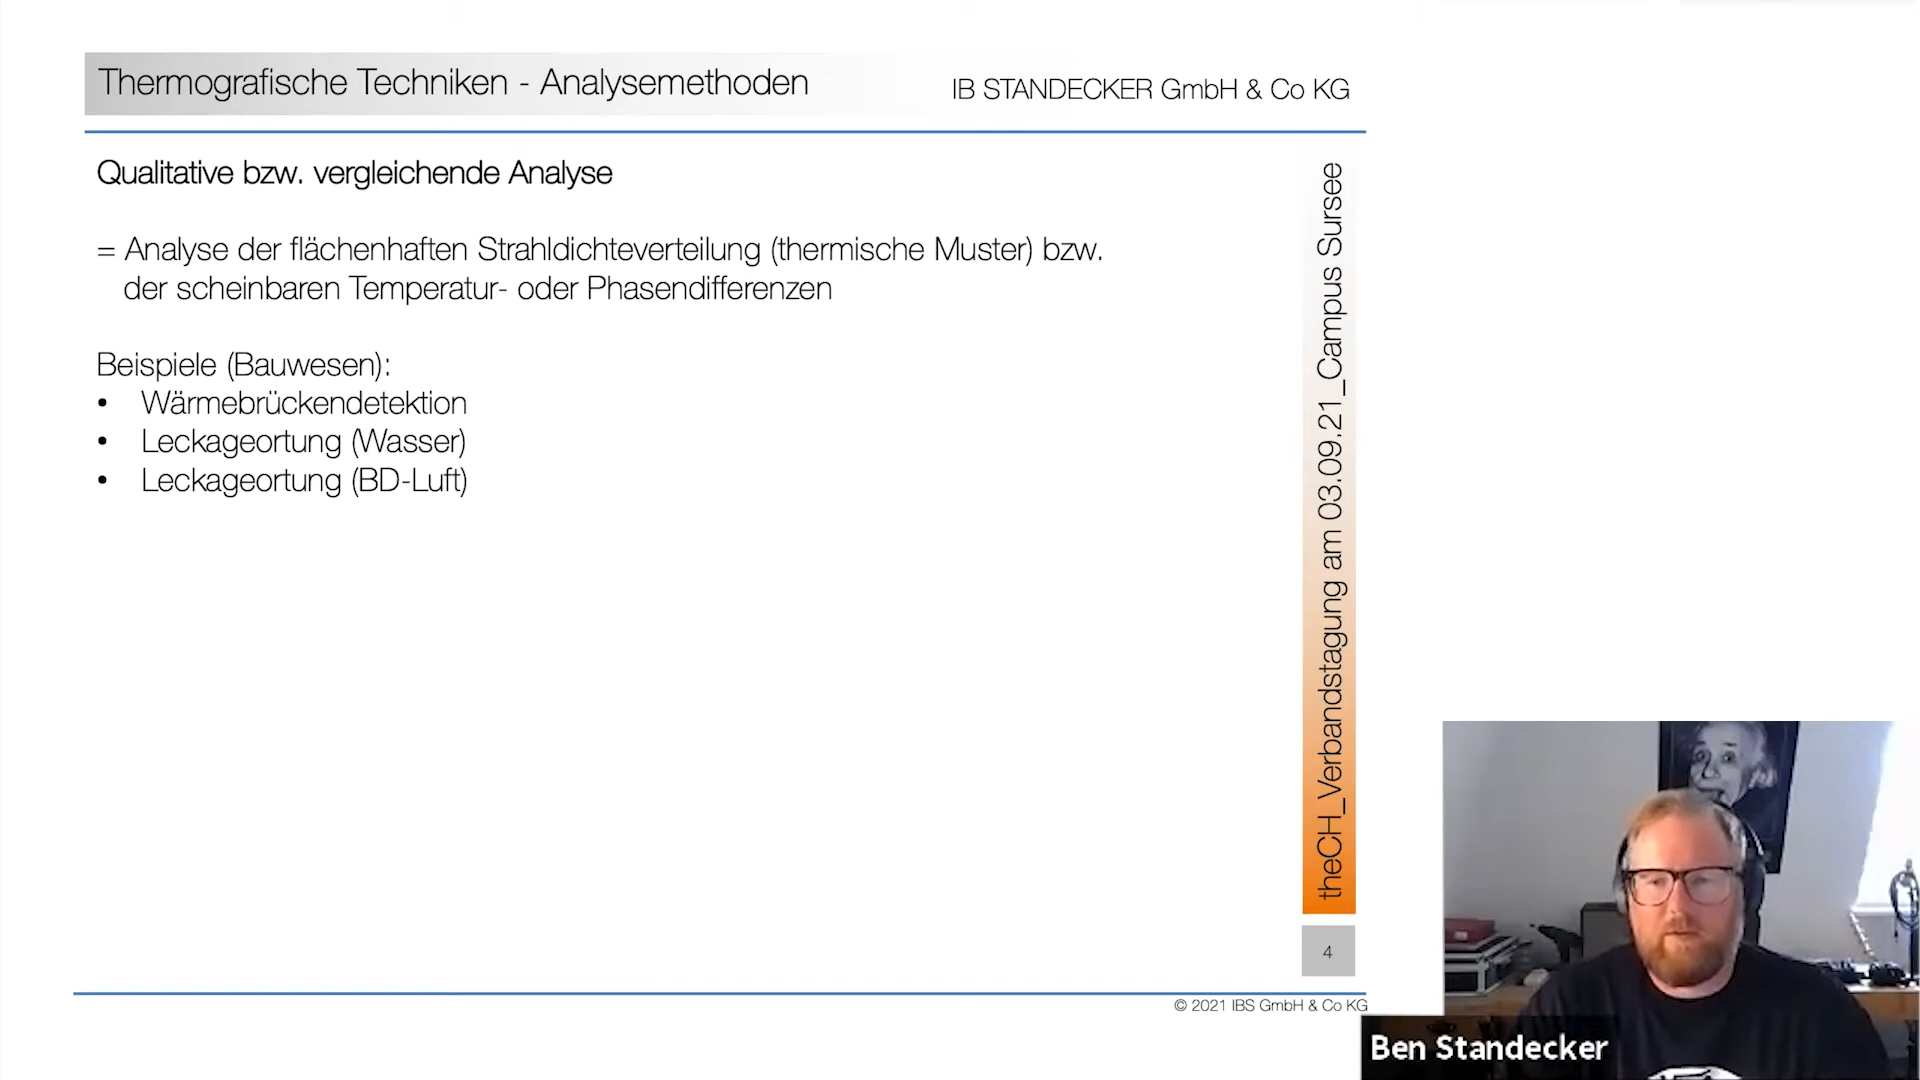 Thermografische Techniken - Analysemethoden
IB STANDECKER GmbH & Co KG
Qualitative bzw. vergleichende Analyse
= Analyse der flächenhaften Strahldichteverteilung (thermische Muster) bzw.
der scheinbaren Temperatur- oder Phasendifferenzen
Beispiele (Bauwesen):
• Wärmebrückendetektion
• Leckageortung (Wasser)
• Leckageortung (BD-Luft)
theCH_Verbandstagung am 03.09.21_Campus Sursee
4
© 2021 IBS GmbH & Co KG
Ben Standecker